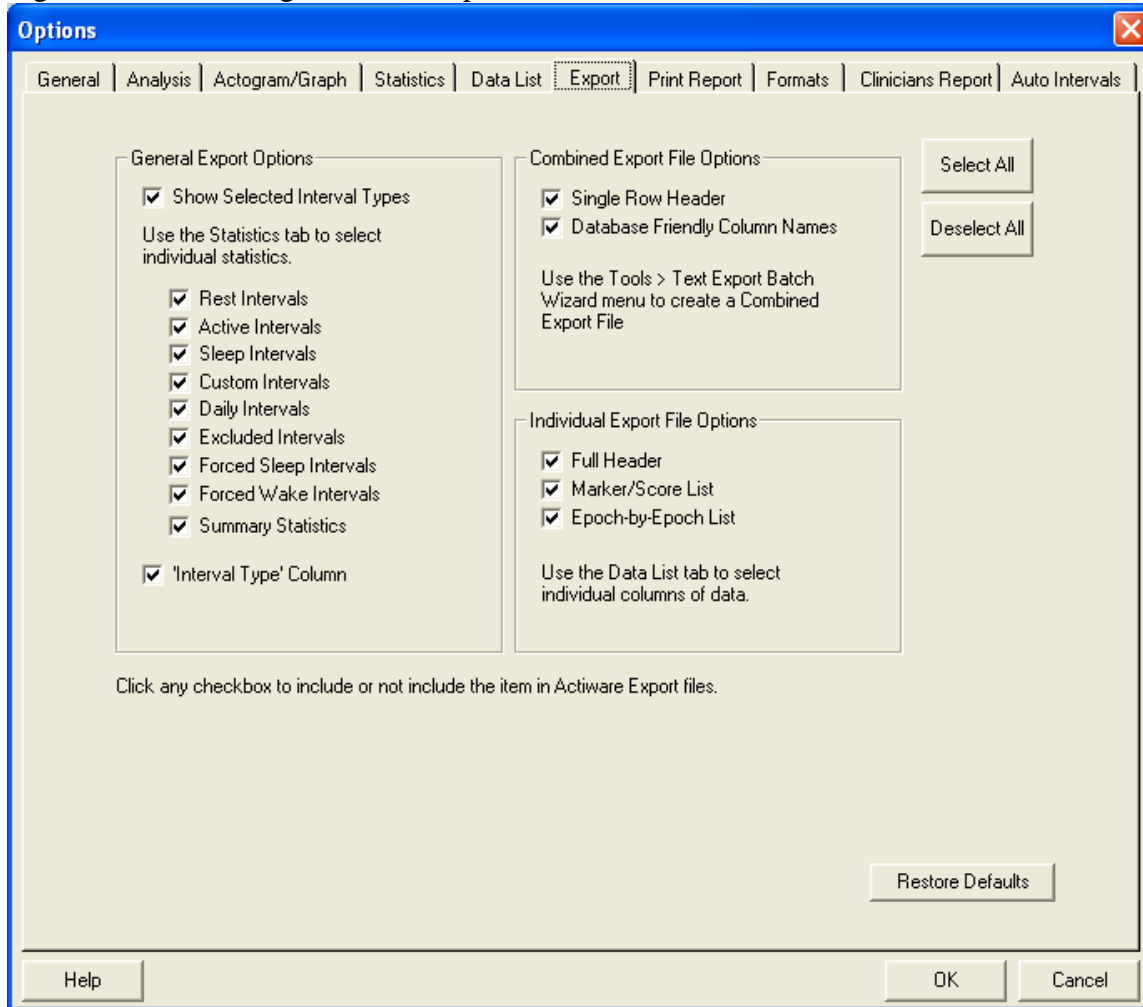 Options
General Analysis Actogram/Graph Statistics Data List Export Print Report Formats Clinicians Report Auto Intervals
General Export Options
Show Selected Interval Types
Use the Statistics tab to select
individual statistics.
Rest Intervals
Active Intervals
Sleep Intervals
Custom Intervals
Daily Intervals
Excluded Intervals
Forced Sleep Intervals
Forced Wake Intervals
Summary Statistics
'Interval Type' Column
Combined Export File Options
Single Row Header
Database Friendly Column Names
Use the Tools > Text Export Batch
Wizard menu to create a Combined
Export File
Individual Export File Options
Full Header
Marker/Score List
Epoch-by-Epoch List
Use the Data List tab to select
individual columns of data.
Select All
Deselect All
Click any checkbox to include or not include the item in Actiware Export files.
Restore Defaults
Help
OK
Cancel